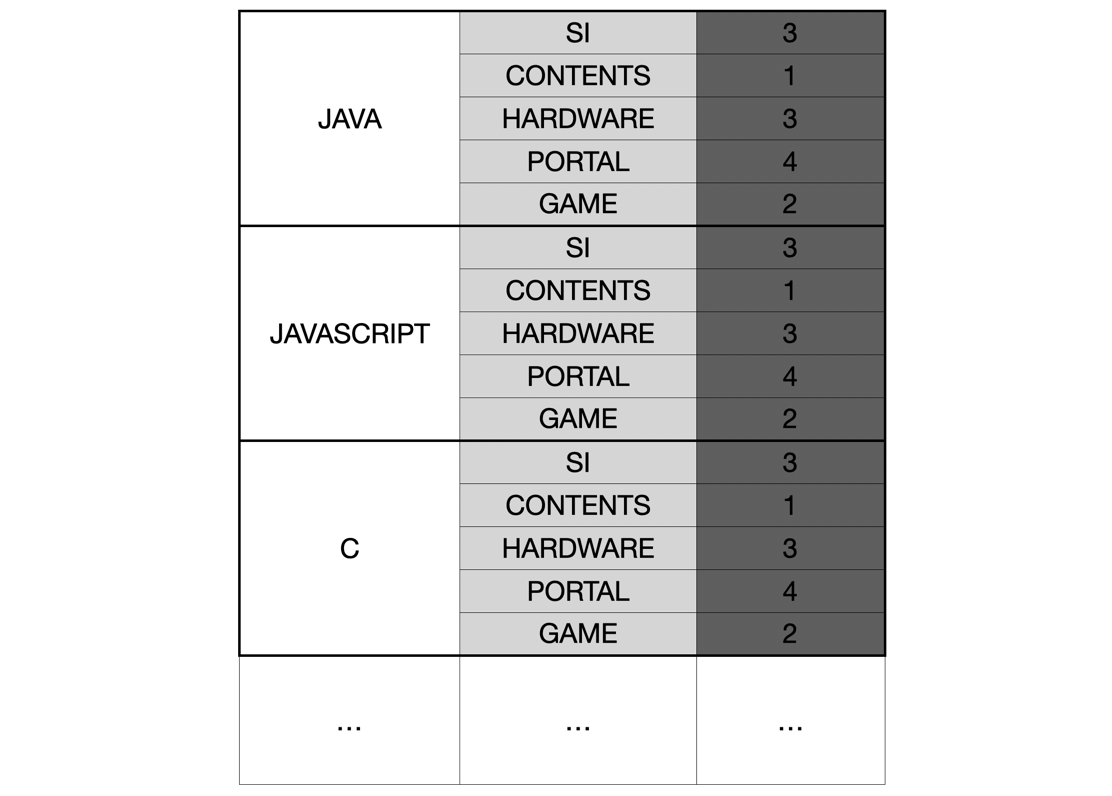 JAVA
SI 3
CONTENTS 1
HARDWARE 3
PORTAL 4
GAME 2
JAVASCRIPT
SI 3
CONTENTS 1
HARDWARE 3
PORTAL 4
GAME 2
C
SI 3
CONTENTS 1
HARDWARE 3
PORTAL 4
GAME 2
... ... ...